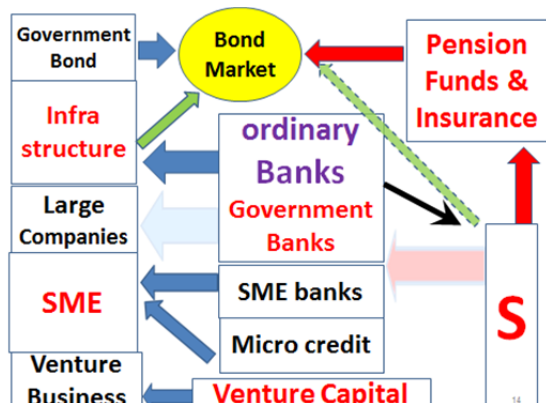 Government
Bond
Bond
Market
Pension
Funds &
Insurance
Infra
structure
ordinary
Banks
Government
Banks
Large
Companies
SME
SME banks
Micro credit
S
Venture
Business
Venture Capital
14